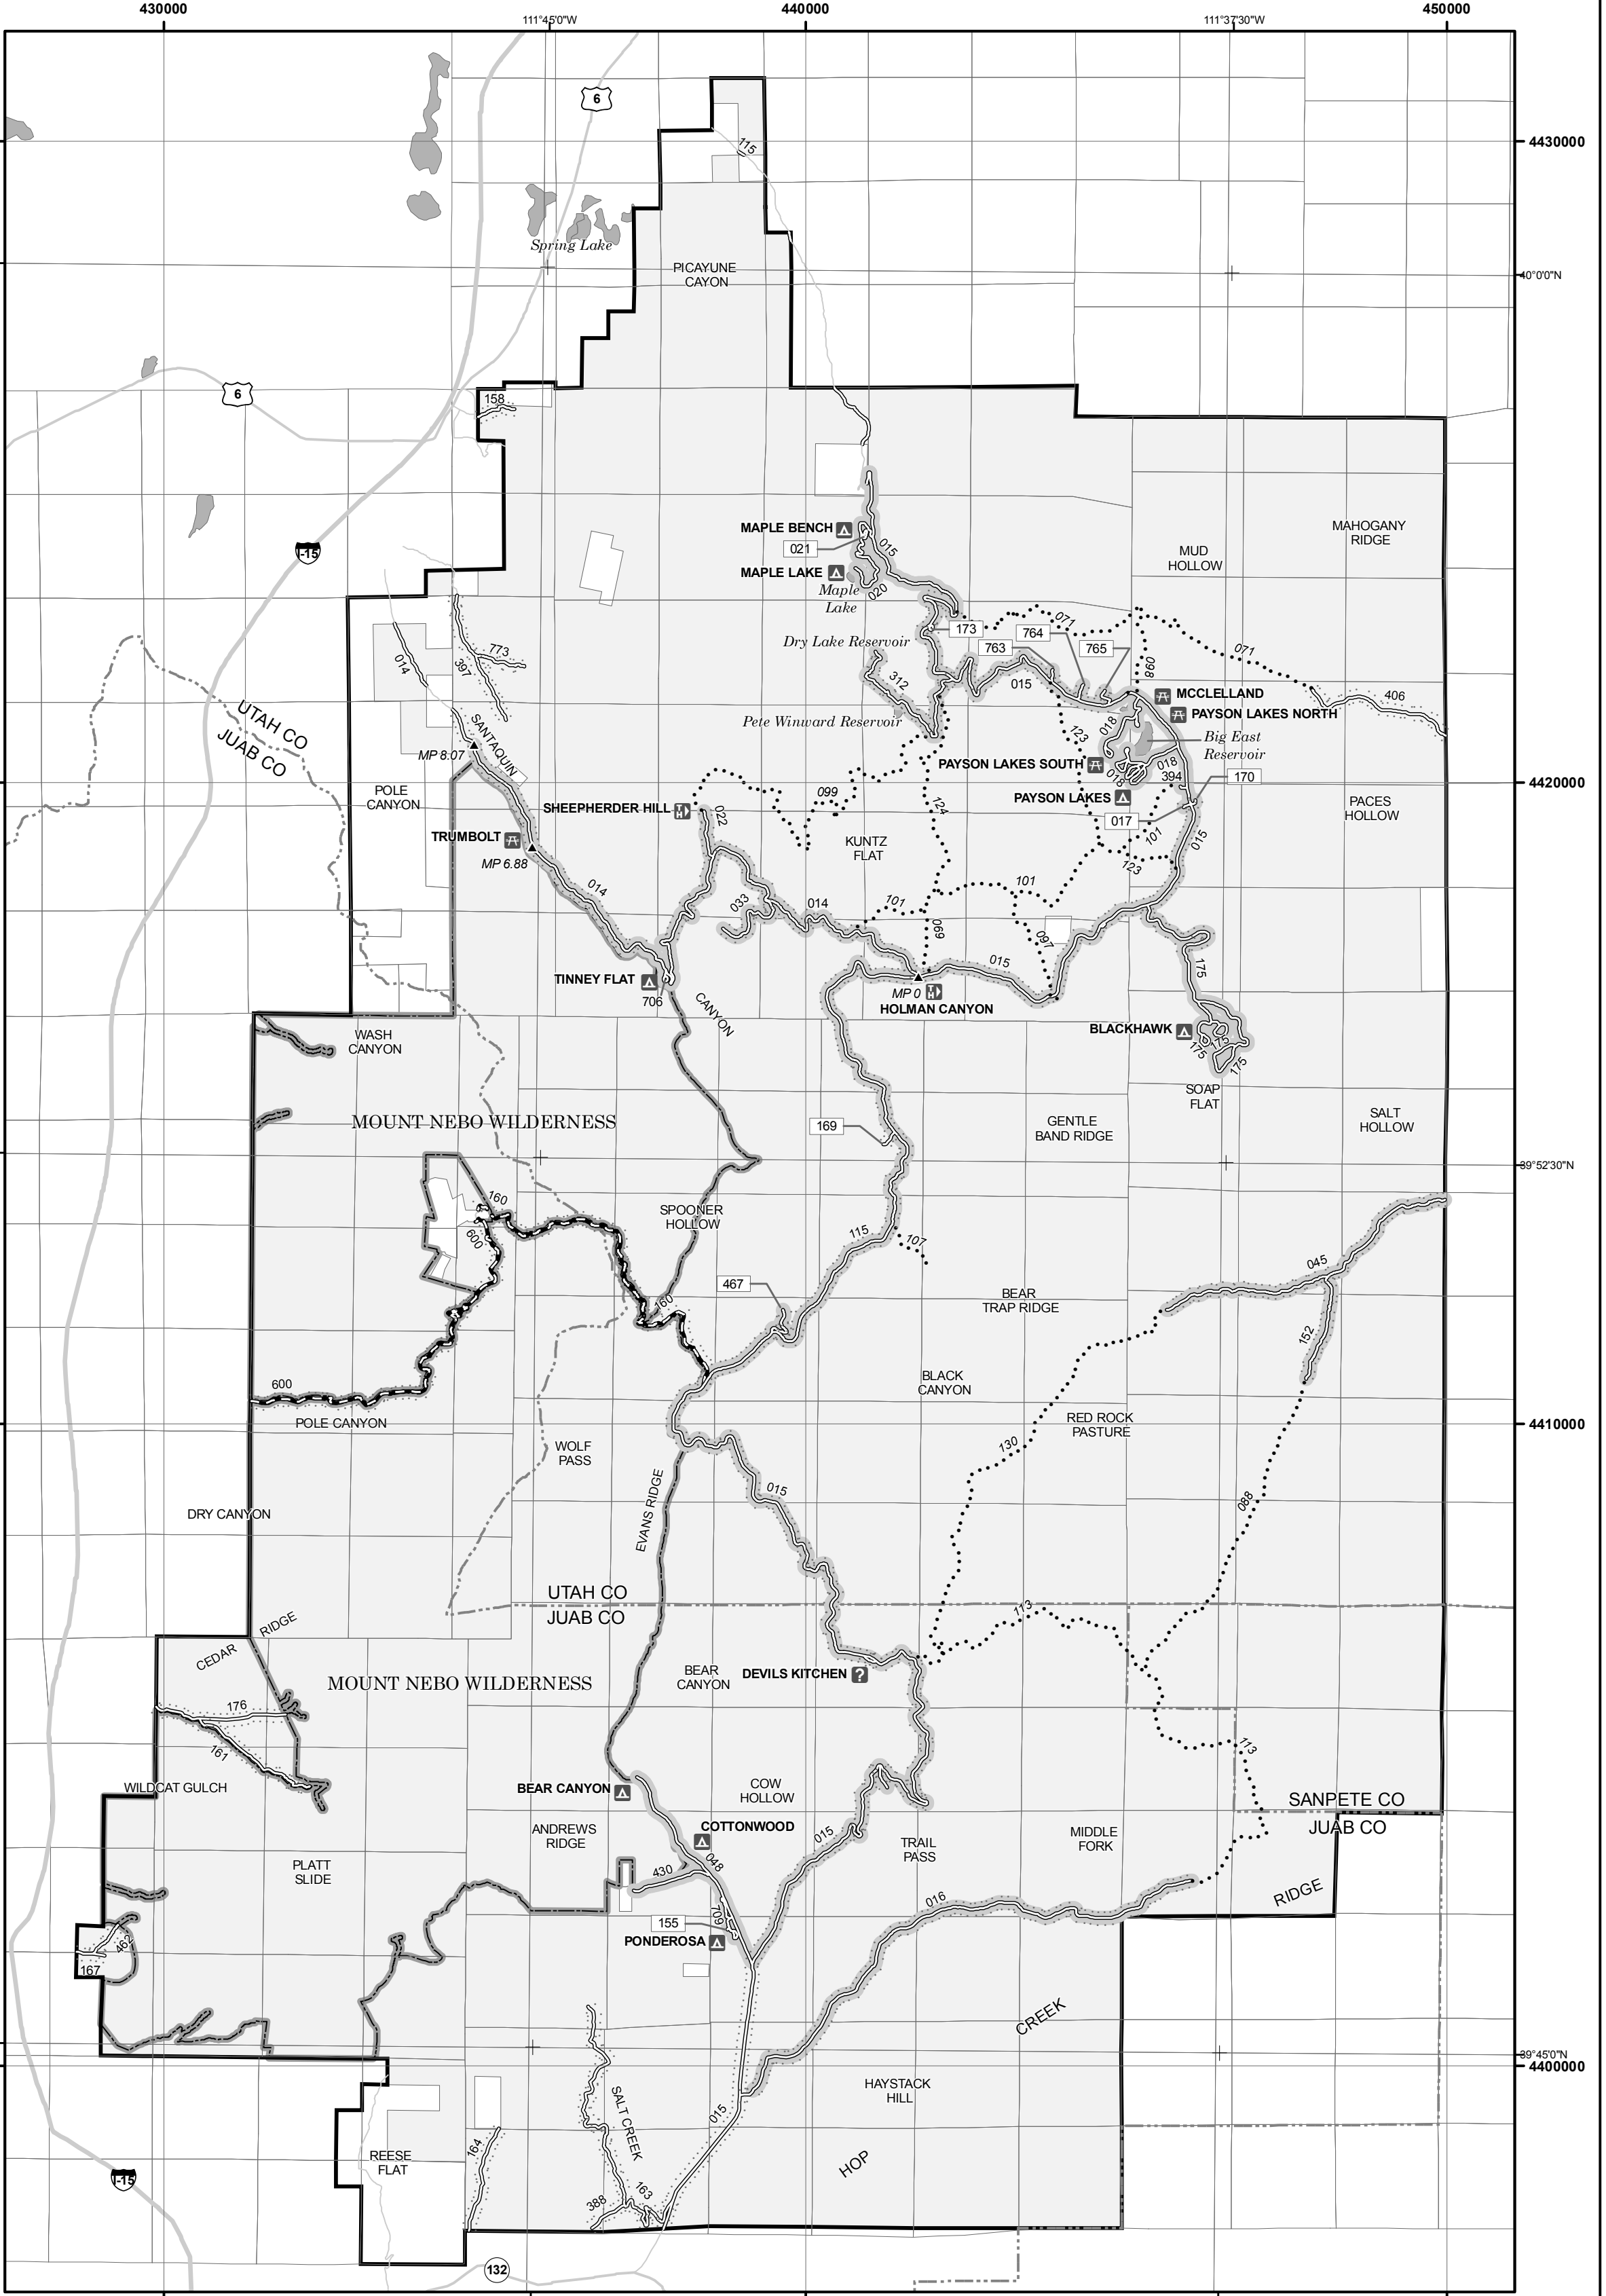 430000
440000
450000
111°45'0"W
111°37'30"W
6
115
4430000
Spring Lake
PICAYUNE
CAYON
40°0'0"N
6
158
I-15
MAPLE BENCH
021
015
MAPLE LAKE
020
Maple
Lake
MAHOGANY
RIDGE
MUD
HOLLOW
173
071
764
763
765
Dry Lake Reservoir
098
071
014
397
773
312
015
406
MCCLELLAND
PAYSON LAKES NORTH
UTAH CO
JUAB CO
SANTAQUIN
MP 8.07
Pete Winward Reservoir
123
018
Big East
Reservoir
PAYSON LAKES SOUTH
018
018
394
170
4420000
POLE
CANYON
099
PAYSON LAKES
PACES
HOLLOW
SHEEPHERDER HILL
022
124
017
TRUMBOLT
KUNTZ
FLAT
101
015
MP 6.88
123
014
033
014
101
101
069
097
TINNEY FLAT
706
015
175
MP 0
HOLMAN CANYON
CANYON
WASH
CANYON
BLACKHAWK
175
175
175
SOAP
FLAT
MOUNT NEBO WILDERNESS
169
GENTLE
BAND RIDGE
SALT
HOLLOW
39°52'30"N
160
600
SPOONER
HOLLOW
115
107
045
467
160
BEAR
TRAP RIDGE
152
600
BLACK
CANYON
POLE CANYON
RED ROCK
PASTURE
4410000
WOLF
PASS
130
EVANS RIDGE
015
088
DRY CANYON
UTAH CO
JUAB CO
113
CEDAR
RIDGE
MOUNT NEBO WILDERNESS
BEAR
CANYON
DEVILS KITCHEN
?
176
161
113
WILDCAT GULCH
BEAR CANYON
COW
HOLLOW
SANPETE CO
JUAB CO
COTTONWOOD
ANDREWS
RIDGE
015
TRAIL
PASS
MIDDLE
FORK
048
PLATT
SLIDE
430
RIDGE
016
709
155
PONDEROSA
462
167
CREEK
39°45'0"N
4400000
HAYSTACK
HILL
SALT CREEK
015
164
REESE
FLAT
HOP
I-15
163
388
132